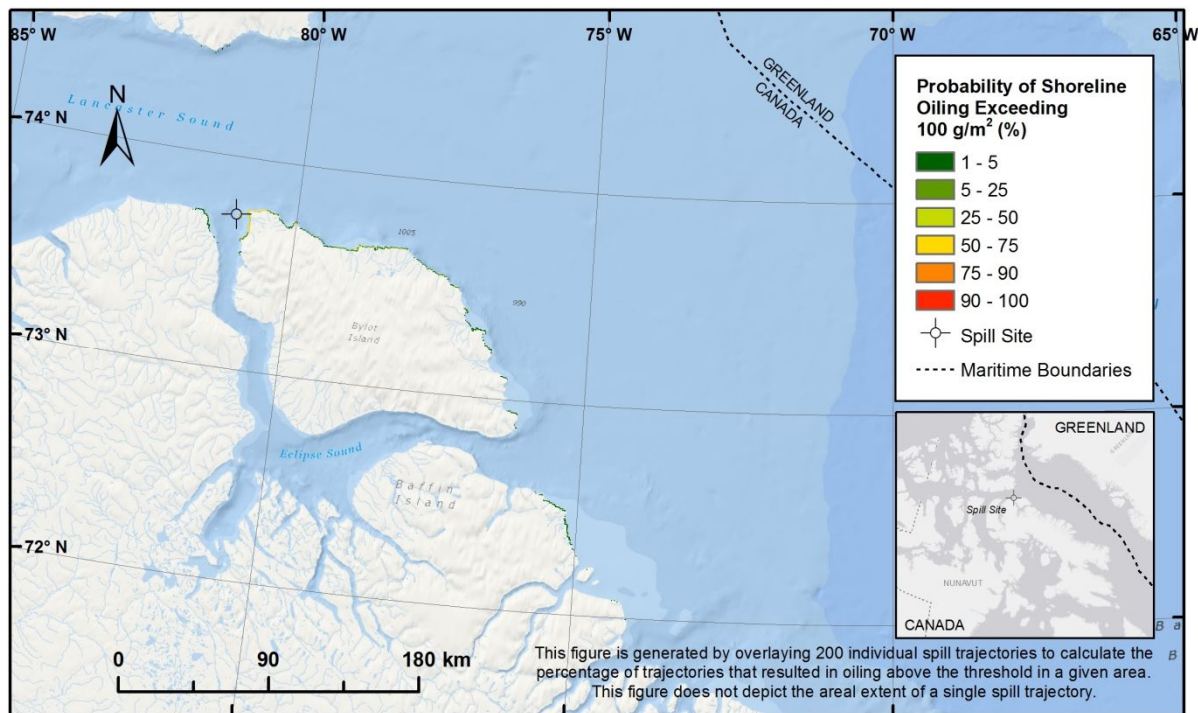 85° W
80° W
75° W
70° W
65° W
74° N
73° N
72° N
N
Lancaster Sound
GREENLAND
CANADA
1005
990
Bylot
Island
Eclipse Sound
Baffin
Island
0 90 180 km
Probability of Shoreline
Oiling Exceeding
100 g/m² (%)
1 - 5
5 - 25
25 - 50
50 - 75
75 - 90
90 - 100
Spill Site
Maritime Boundaries
GREENLAND
Spill Site
NUNAVUT
CANADA
B a
B
This figure is generated by overlaying 200 individual spill trajectories to calculate the
percentage of trajectories that resulted in oiling above the threshold in a given area.
This figure does not depict the areal extent of a single spill trajectory.